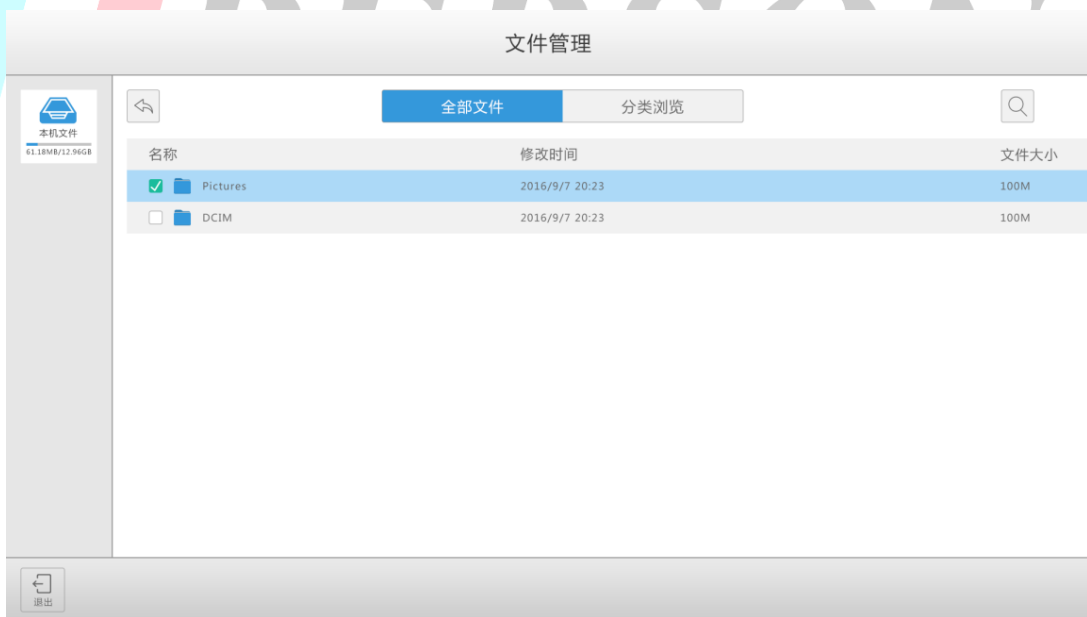 文件管理
本机文件
61.18MB/12.96GB
全部文件 分类浏览
名称 修改时间 文件大小
Pictures 2016/9/7 20:23 100M
DCIM 2016/9/7 20:23 100M
退出